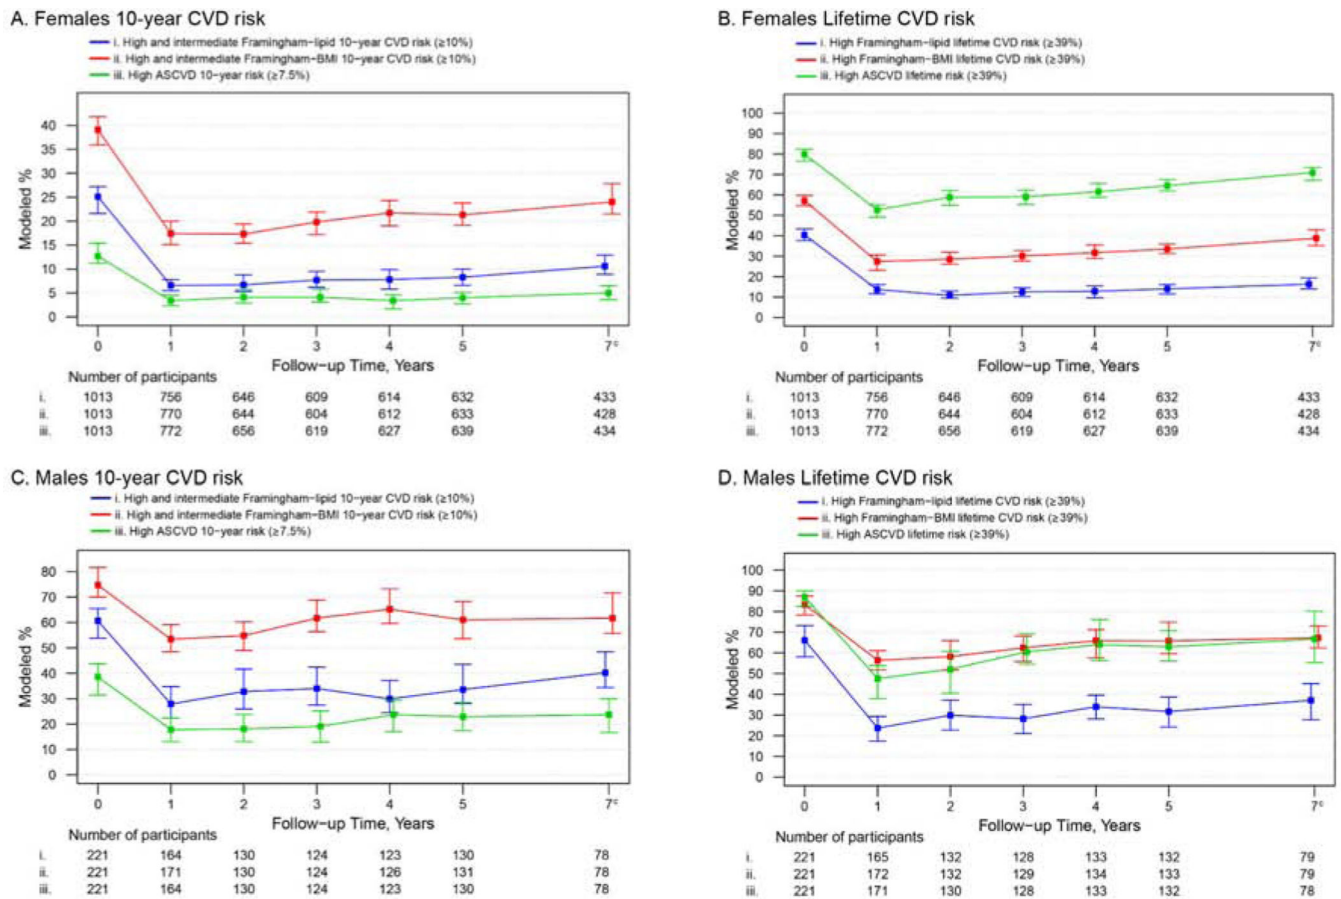 A. Females 10-year CVD risk
i. High and intermediate Framingham-lipid 10-year CVD risk (≥10%)
ii. High and intermediate Framingham-BMI 10-year CVD risk (≥10%)
iii. High ASCVD 10-year risk (≥7.5%)
Modeled %
40
35
30
25
20
15
10
5
0
0 1 2 3 4 5 7ᶜ
Follow-up Time, Years
Number of participants
i. 1013 756 646 609 614 632 433
ii. 1013 770 644 604 612 633 428
iii. 1013 772 656 619 627 639 434
B. Females Lifetime CVD risk
i. High Framingham-lipid lifetime CVD risk (≥39%)
ii. High Framingham-BMI lifetime CVD risk (≥39%)
iii. High ASCVD lifetime risk (≥39%)
Modeled %
100
90
80
70
60
50
40
30
20
10
0
0 1 2 3 4 5 7ᶜ
Follow-up Time, Years
Number of participants
i. 1013 756 646 609 614 632 433
ii. 1013 770 644 604 612 633 428
iii. 1013 772 656 619 627 639 434
C. Males 10-year CVD risk
i. High and intermediate Framingham-lipid 10-year CVD risk (≥10%)
ii. High and intermediate Framingham-BMI 10-year CVD risk (≥10%)
iii. High ASCVD 10-year risk (≥7.5%)
Modeled %
80
70
60
50
40
30
20
10
0
0 1 2 3 4 5 7ᶜ
Follow-up Time, Years
Number of participants
i. 221 164 130 124 123 130 78
ii. 221 171 130 124 126 131 78
iii. 221 164 130 124 123 130 78
D. Males Lifetime CVD risk
i. High Framingham-lipid lifetime CVD risk (≥39%)
ii. High Framingham-BMI lifetime CVD risk (≥39%)
iii. High ASCVD lifetime risk (≥39%)
Modeled %
100
90
80
70
60
50
40
30
20
10
0
0 1 2 3 4 5 7ᶜ
Follow-up Time, Years
Number of participants
i. 221 165 132 128 133 132 79
ii. 221 172 132 129 134 133 79
iii. 221 171 130 128 133 132 78